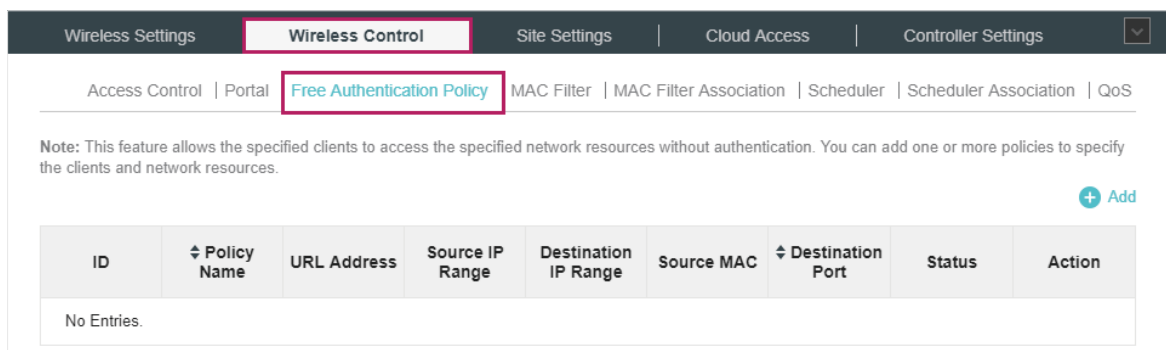 Wireless Settings Wireless Control Site Settings | Cloud Access | Controller Settings
Access Control | Portal Free Authentication Policy MAC Filter | MAC Filter Association | Scheduler | Scheduler Association | QoS
Note: This feature allows the specified clients to access the specified network resources without authentication. You can add one or more policies to specify
the clients and network resources.
Add
ID Policy Name URL Address Source IP Range Destination IP Range Source MAC Destination Port Status Action
No Entries.